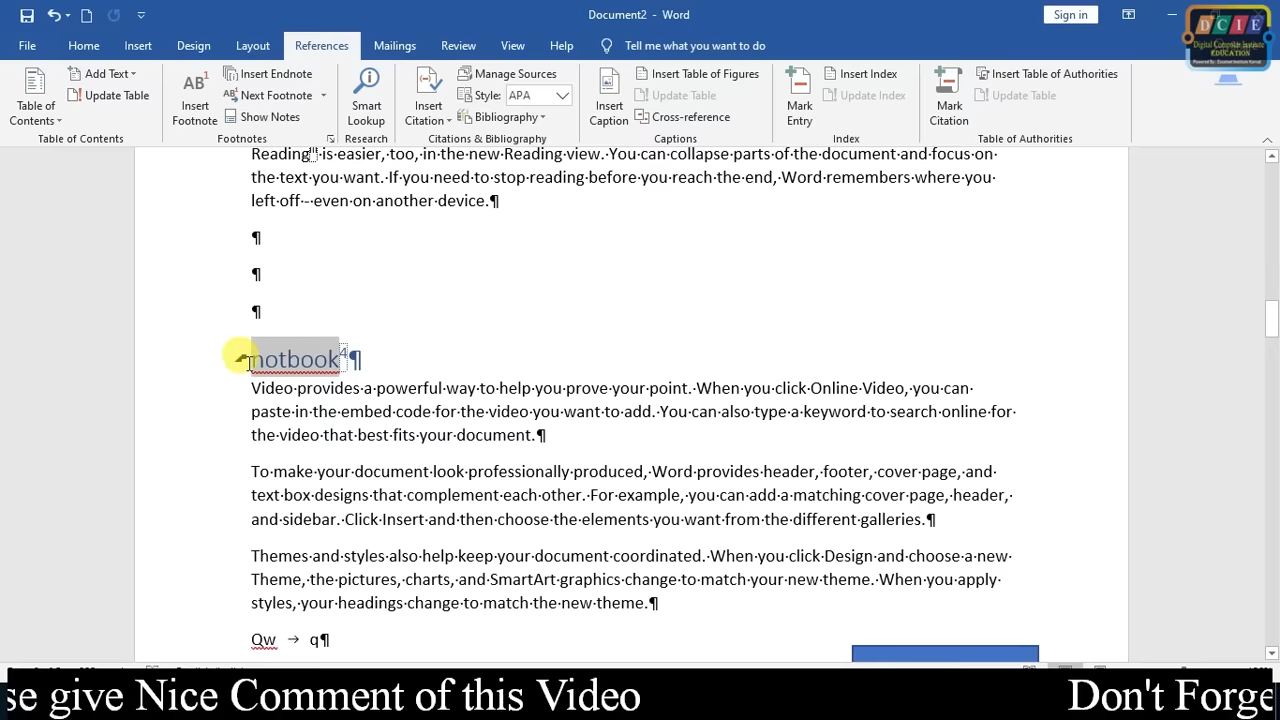 Document2 - Word
Sign in
File Home Insert Design Layout References Mailings Review View Help Tell me what you want to do
DCIE
Digital Computer Institute
EDUCATION
Table of Contents
Add Text
Update Table
Table of Contents
AB1
Insert Footnote
Insert Endnote
Next Footnote
Show Notes
Footnotes
Smart Lookup
Research
Insert Citation
Manage Sources
Style: APA
Bibliography
Citations & Bibliography
Insert Caption
Insert Table of Figures
Update Table
Cross-reference
Captions
Mark Entry
Insert Index
Update Index
Index
Mark Citation
Insert Table of Authorities
Update Table
Table of Authorities
Reading is easier, too, in the new Reading view. You can collapse parts of the document and focus on
the text you want. If you need to stop reading before you reach the end, Word remembers where you
left off - even on another device.¶
¶
¶
¶
notbook4¶
Video provides a powerful way to help you prove your point. When you click Online Video, you can
paste in the embed code for the video you want to add. You can also type a keyword to search online for
the video that best fits your document.¶
To make your document look professionally produced, Word provides header, footer, cover page, and
text box designs that complement each other. For example, you can add a matching cover page, header,
and sidebar. Click Insert and then choose the elements you want from the different galleries.¶
Themes and styles also help keep your document coordinated. When you click Design and choose a new
Theme, the pictures, charts, and SmartArt graphics change to match your new theme. When you apply
styles, your headings change to match the new theme.¶
Qw → q¶
se give Nice Comment of this Video Don't Forge